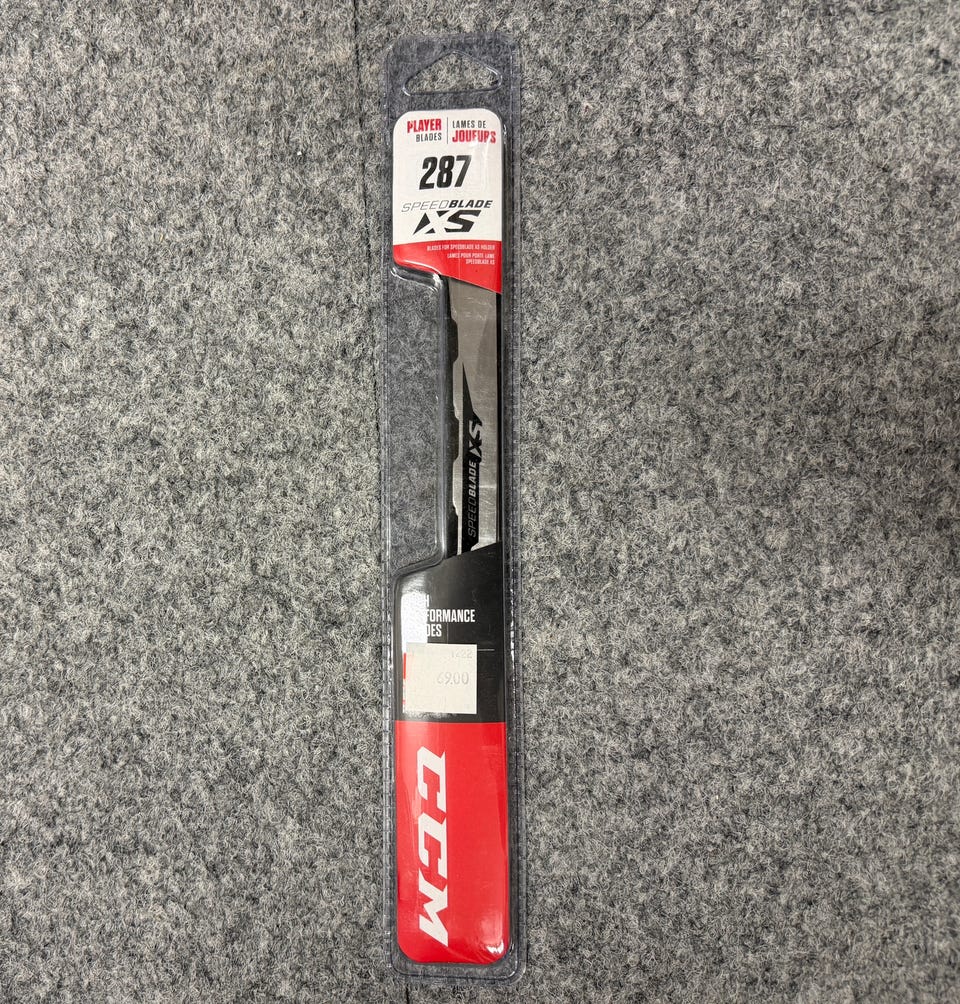 PLAYER
BLADES
LAMES DE
JOUEURS
287
SPEEDBLADE
XS
BLADES FOR SPEEDBLADE XS HOLDER
LAMES POUR PORTE-LAME
SPEEDBLADE XS
SPEEDBLADE XS
FORMANCE
1222
69.00
CCM